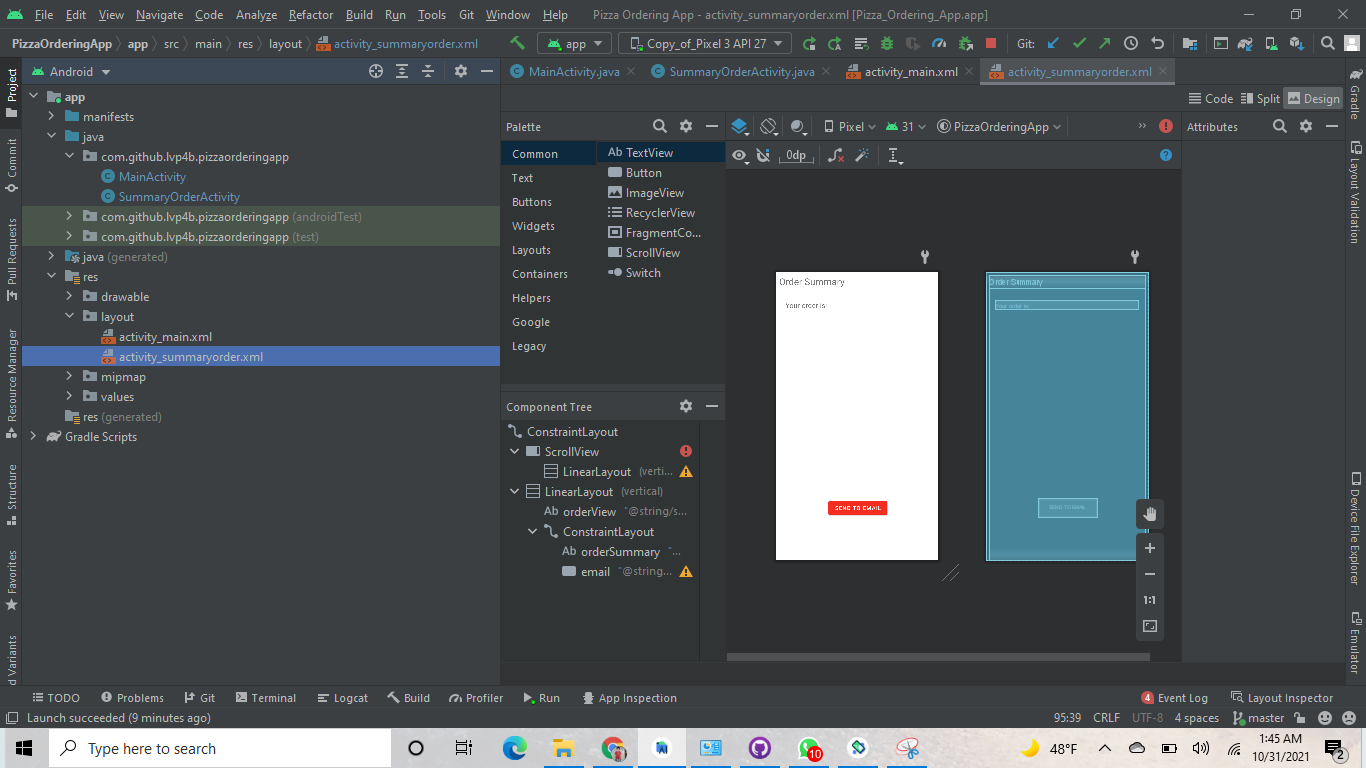 File Edit View Navigate Code Analyze Refactor Build Run Tools Git Window Help Pizza Ordering App - activity_summaryorder.xml [Pizza_Ordering_App.app]
PizzaOrderingApp app src main res layout activity_summaryorder.xml app Copy_of_Pixel 3 API 27 Git:
Android
MainActivity.java SummaryOrderActivity.java activity_main.xml activity_summaryorder.xml
Code Split Design
app
manifests
java
com.github.lvp4b.pizzaorderingapp
MainActivity
SummaryOrderActivity
com.github.lvp4b.pizzaorderingapp (androidTest)
com.github.lvp4b.pizzaorderingapp (test)
java (generated)
res
drawable
layout
activity_main.xml
activity_summaryorder.xml
mipmap
values
res (generated)
Gradle Scripts
Project
Commit
Pull Requests
Resource Manager
Structure
Favorites
d Variants
Palette
Common
Text
Buttons
Widgets
Layouts
Containers
Helpers
Google
Legacy
Ab TextView
Button
ImageView
RecyclerView
FragmentCo...
ScrollView
Switch
Component Tree
ConstraintLayout
ScrollView
LinearLayout (verti...
LinearLayout (vertical)
Ab orderView "@string/s...
ConstraintLayout
Ab orderSummary "...
email "@string...
Pixel 31 PizzaOrderingApp
0dp
Order Summary
Your order is:
SEND TO EMAIL
Order Summary
Your order is:
SEND TO EMAIL
1:1
Attributes
Gradle
Layout Validation
Device File Explorer
Emulator
TODO Problems Git Terminal Logcat Build Profiler Run App Inspection 4 Event Log Layout Inspector
Launch succeeded (9 minutes ago) 95:39 CRLF UTF-8 4 spaces master
Type here to search
10
48°F
1:45 AM
10/31/2021
2